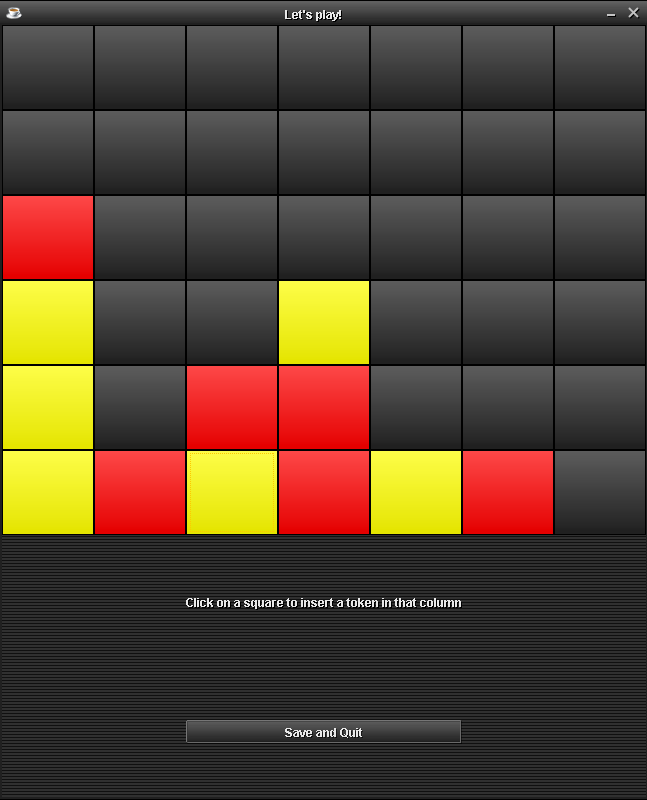 Let's play!
Click on a square to insert a token in that column
Save and Quit